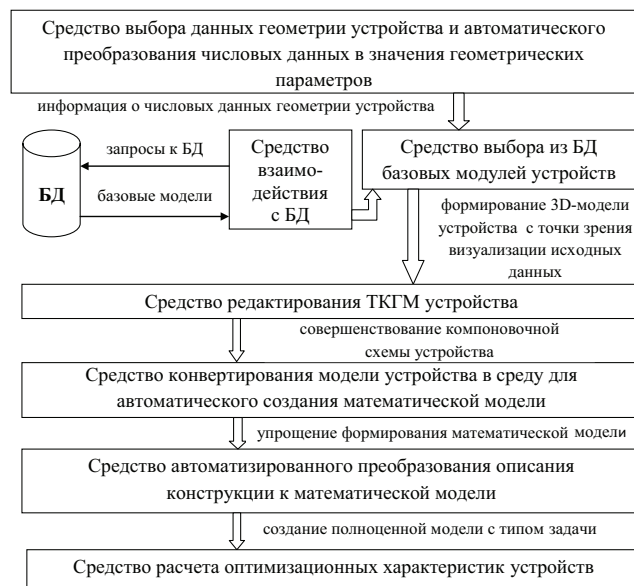 Средство выбора данных геометрии устройства и автоматического
преобразования числовых данных в значения геометрических
параметров
информация о числовых данных геометрии устройства
БД
запросы к БД
базовые модели
Средство
взаимо-
действия
с БД
Средство выбора из БД
базовых модулей устройств
формирование 3D-модели
устройства с точки зрения
визуализации исходных
данных
Средство редактирования ТКГМ устройства
совершенствование компоновочной
схемы устройства
Средство конвертирования модели устройства в среду для
автоматического создания математической модели
упрощение формирования математической модели
Средство автоматизированного преобразования описания
конструкции к математической модели
создание полноценной модели с типом задачи
Средство расчета оптимизационных характеристик устройств